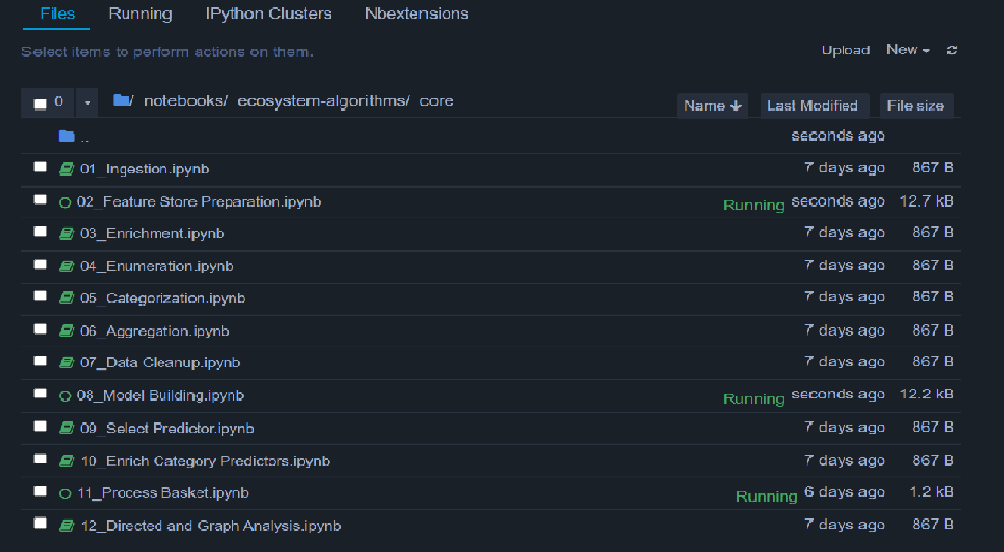 Files Running IPython Clusters Nbextensions
Select items to perform actions on them. Upload New
0 / notebooks/ ecosystem-algorithms/ core Name Last Modified File size
.. seconds ago
01_Ingestion.ipynb 7 days ago 867 B
02_Feature Store Preparation.ipynb Running seconds ago 12.7 kB
03_Enrichment.ipynb 7 days ago 867 B
04_Enumeration.ipynb 7 days ago 867 B
05_Categorization.ipynb 7 days ago 867 B
06_Aggregation.ipynb 7 days ago 867 B
07_Data Cleanup.ipynb 7 days ago 867 B
08_Model Building.ipynb Running seconds ago 12.2 kB
09_Select Predictor.ipynb 7 days ago 867 B
10_Enrich Category Predictors.ipynb 7 days ago 867 B
11_Process Basket.ipynb Running 6 days ago 1.2 kB
12_Directed and Graph Analysis.ipynb 7 days ago 867 B